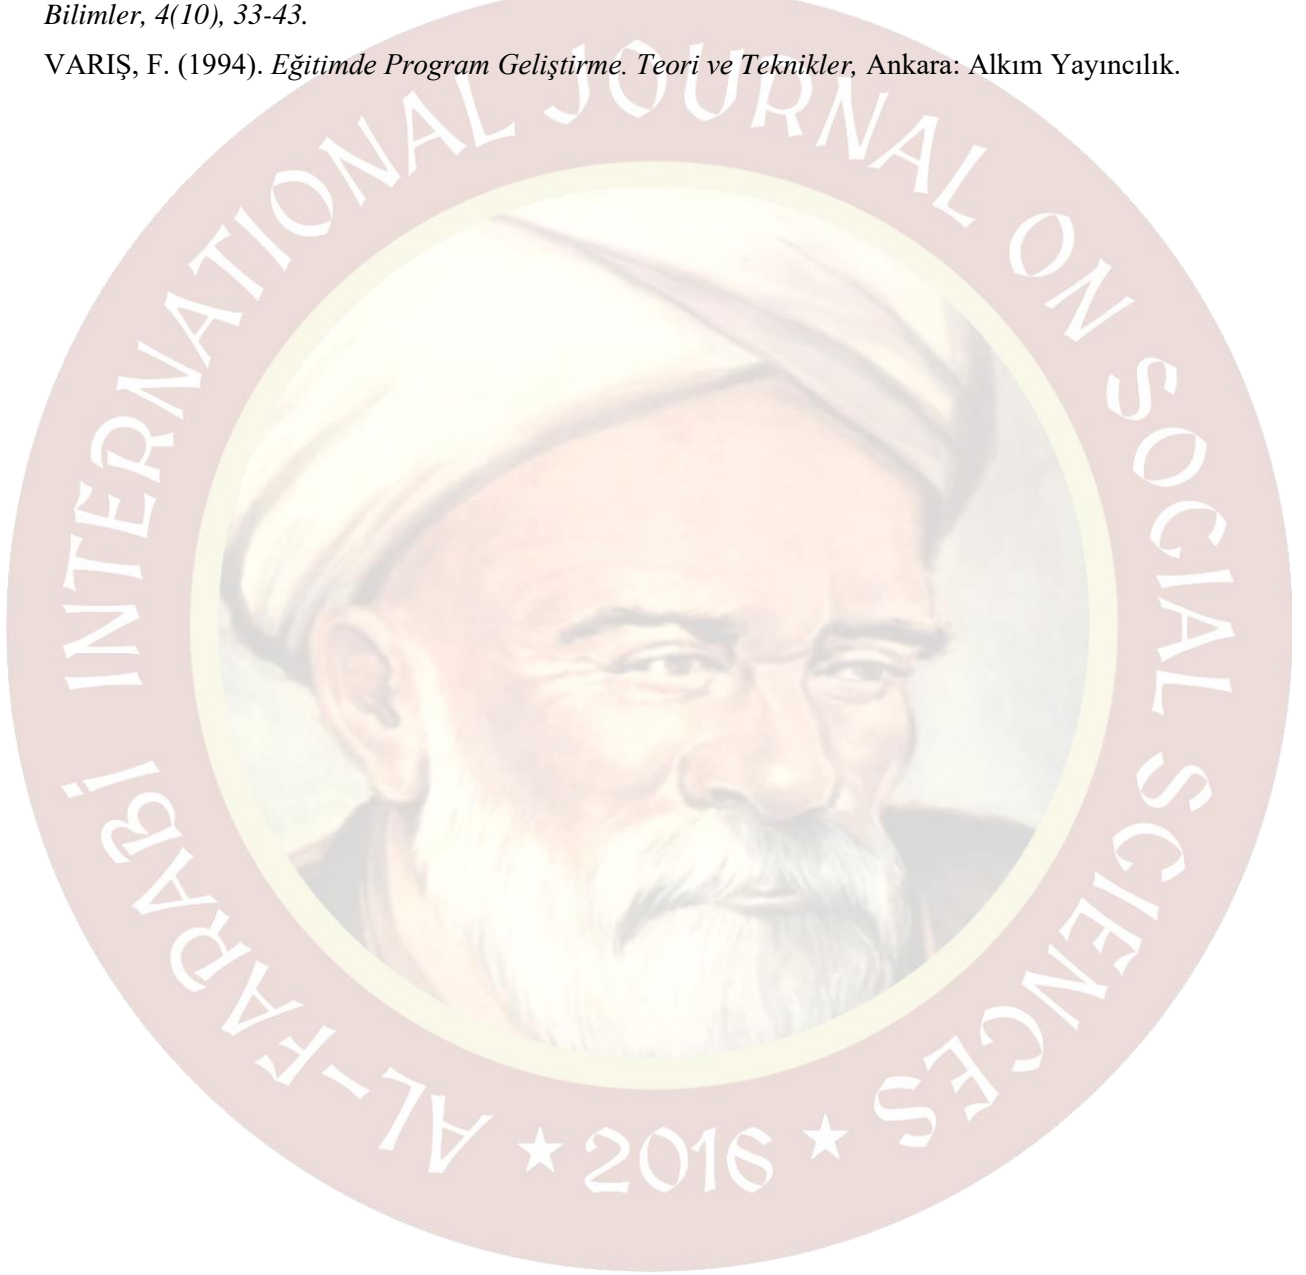 Bilimler, 4(10), 33-43.
VARIŞ, F. (1994). Eğitimde Program Geliştirme. Teori ve Teknikler, Ankara: Alkım Yayıncılık.
AL-FARABİ INTERNATIONAL JOURNAL ON SOCIAL SCIENCES
★ 2016 ★